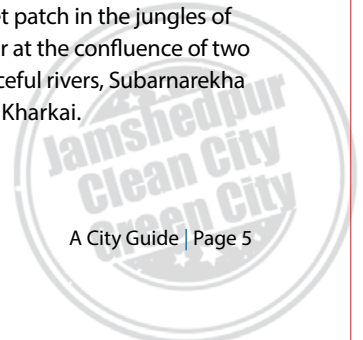 et patch in the jungles of
r at the confluence of two
ceful rivers, Subarnarekha
Kharkai.
Jamshedpur
Clean City
Green City
A City Guide | Page 5